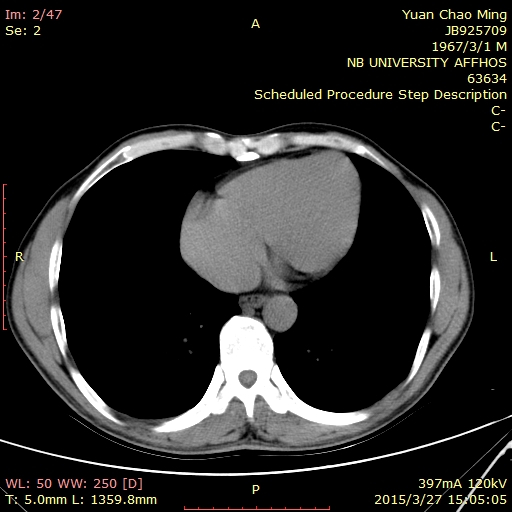 Im: 2/47
Se: 2
A
Yuan Chao Ming
JB925709
1967/3/1 M
NB UNIVERSITY AFFHOS
63634
Scheduled Procedure Step Description
C-
C-
R
L
WL: 50 WW: 250 [D]
T: 5.0mm L: 1359.8mm
P
397mA 120kV
2015/3/27 15:05:05